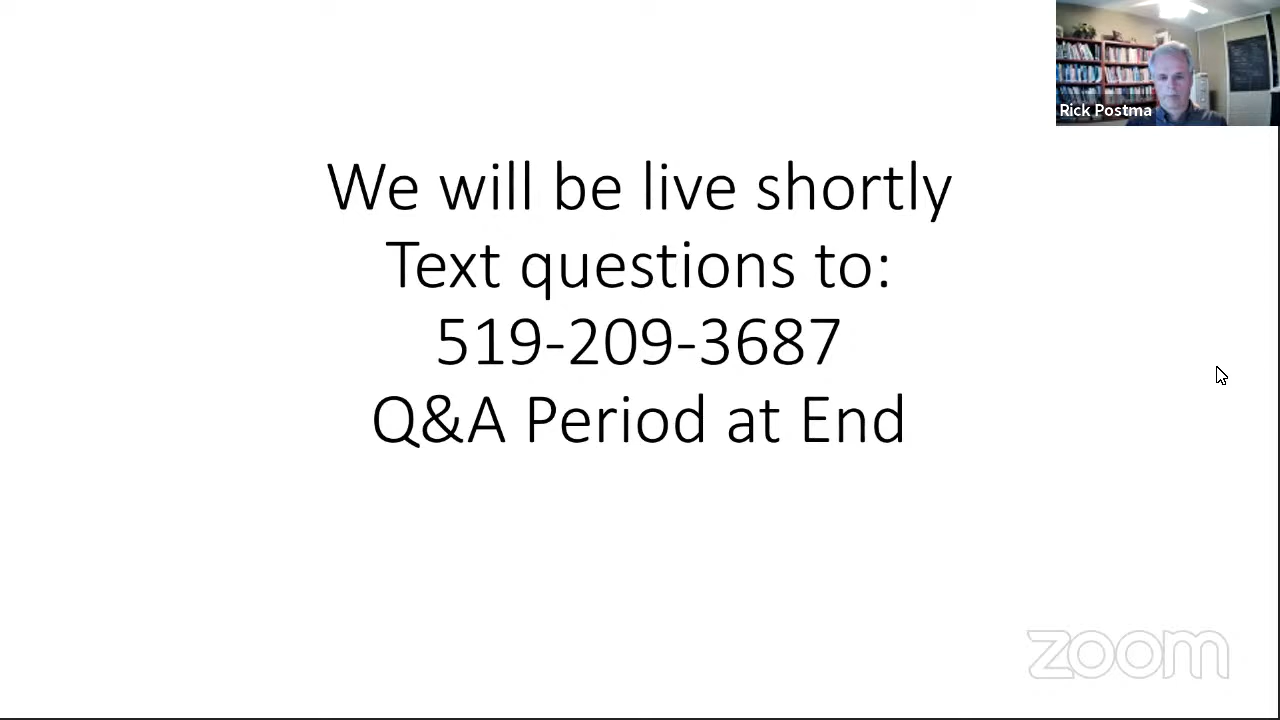 Rick Postma
We will be live shortly
Text questions to:
519-209-3687
Q&A Period at End
zoom